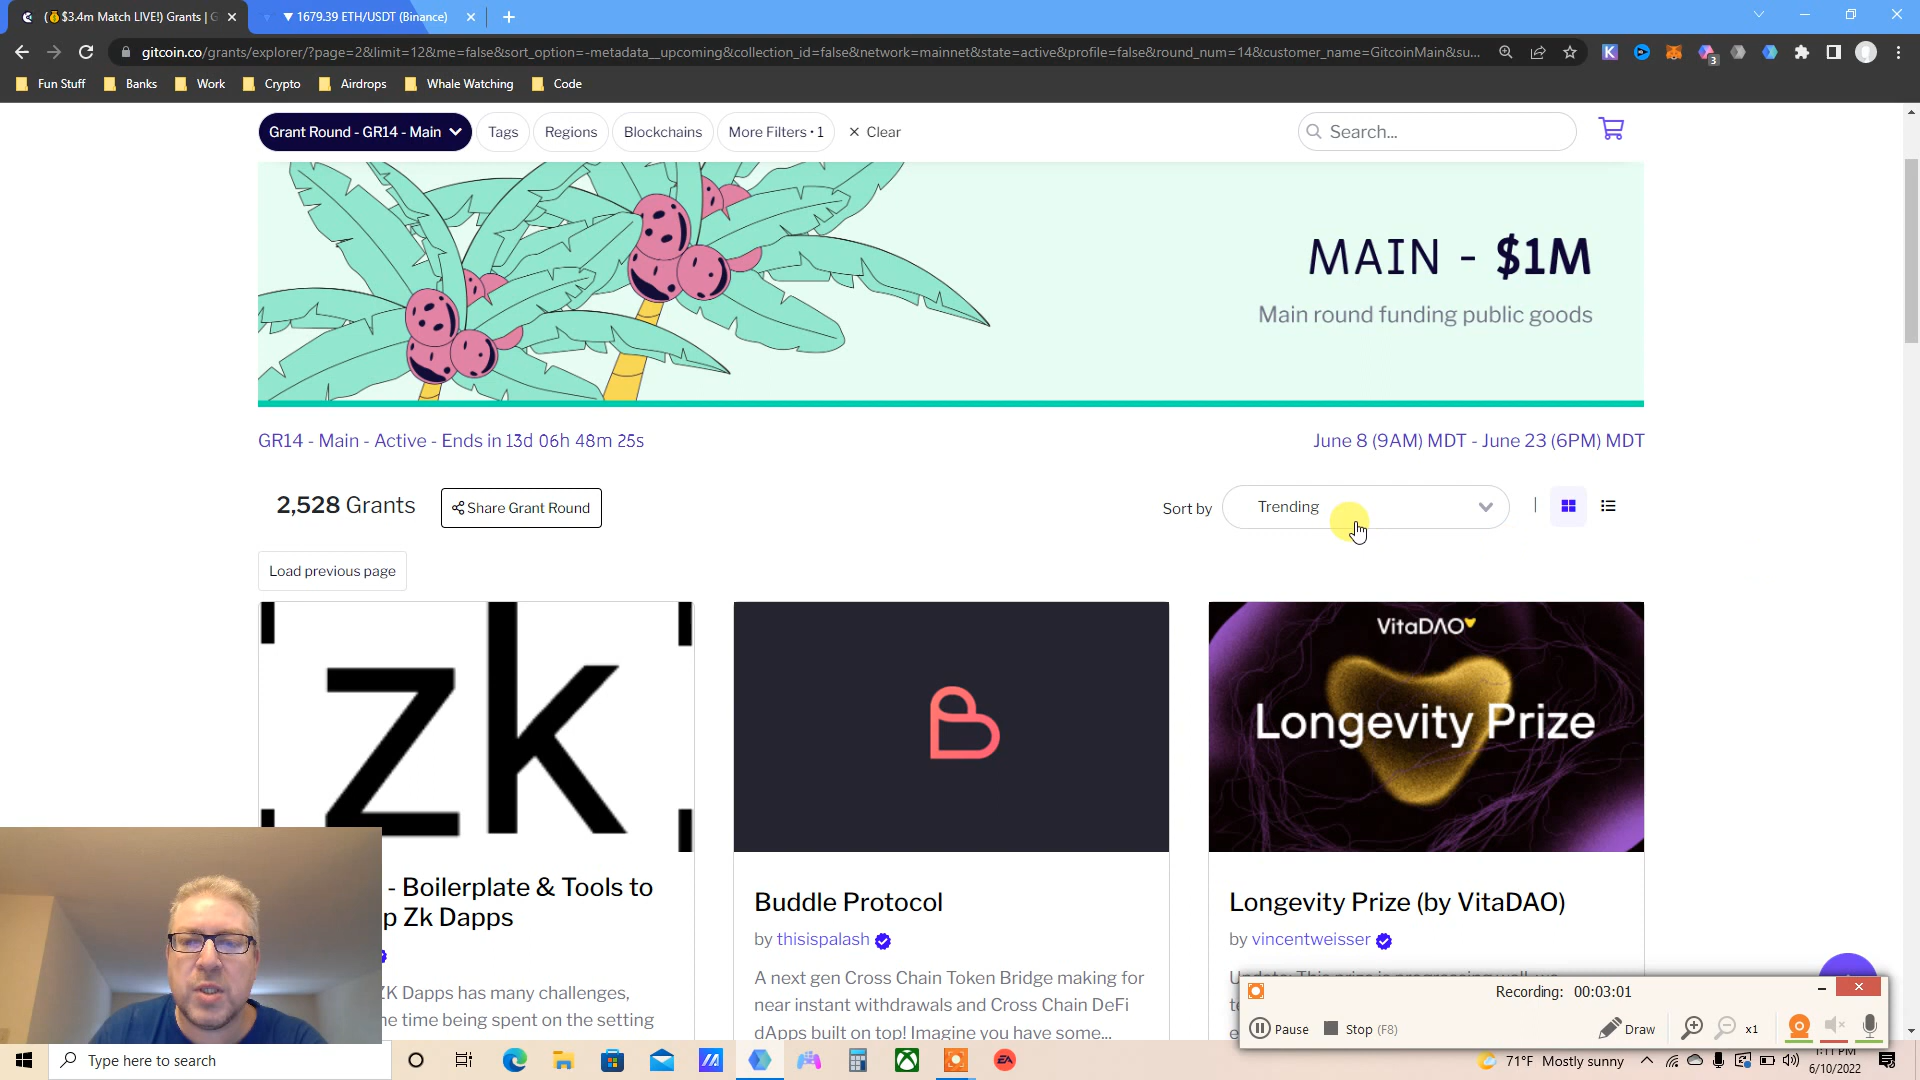 ($3.4m Match LIVE!) Grants | G
▼ 1679.39 ETH/USDT (Binance)
gitcoin.co/grants/explorer/?page=2&limit=12&me=false&sort_option=-metadata__upcoming&collection_id=false&network=mainnet&state=active&profile=false&round_num=14&customer_name=GitcoinMain&su...
Fun Stuff Banks Work Crypto Airdrops Whale Watching Code
Grant Round - GR14 - Main Tags Regions Blockchains More Filters • 1 × Clear Search...
MAIN - $1M
Main round funding public goods
GR14 - Main - Active - Ends in 13d 06h 48m 25s June 8 (9AM) MDT - June 23 (6PM) MDT
2,528 Grants Share Grant Round Sort by Trending
Load previous page
zk
VitaDAO
Longevity Prize
- Boilerplate & Tools to
p Zk Dapps
ZK Dapps has many challenges,
he time being spent on the setting
Buddle Protocol
by thisispalash
A next gen Cross Chain Token Bridge making for
near instant withdrawals and Cross Chain DeFi
dApps built on top! Imagine you have some...
Longevity Prize (by VitaDAO)
by vincentweisser
Recording: 00:03:01
Pause Stop (F8) Draw x1
Type here to search
71°F Mostly sunny
1:11 PM
6/10/2022